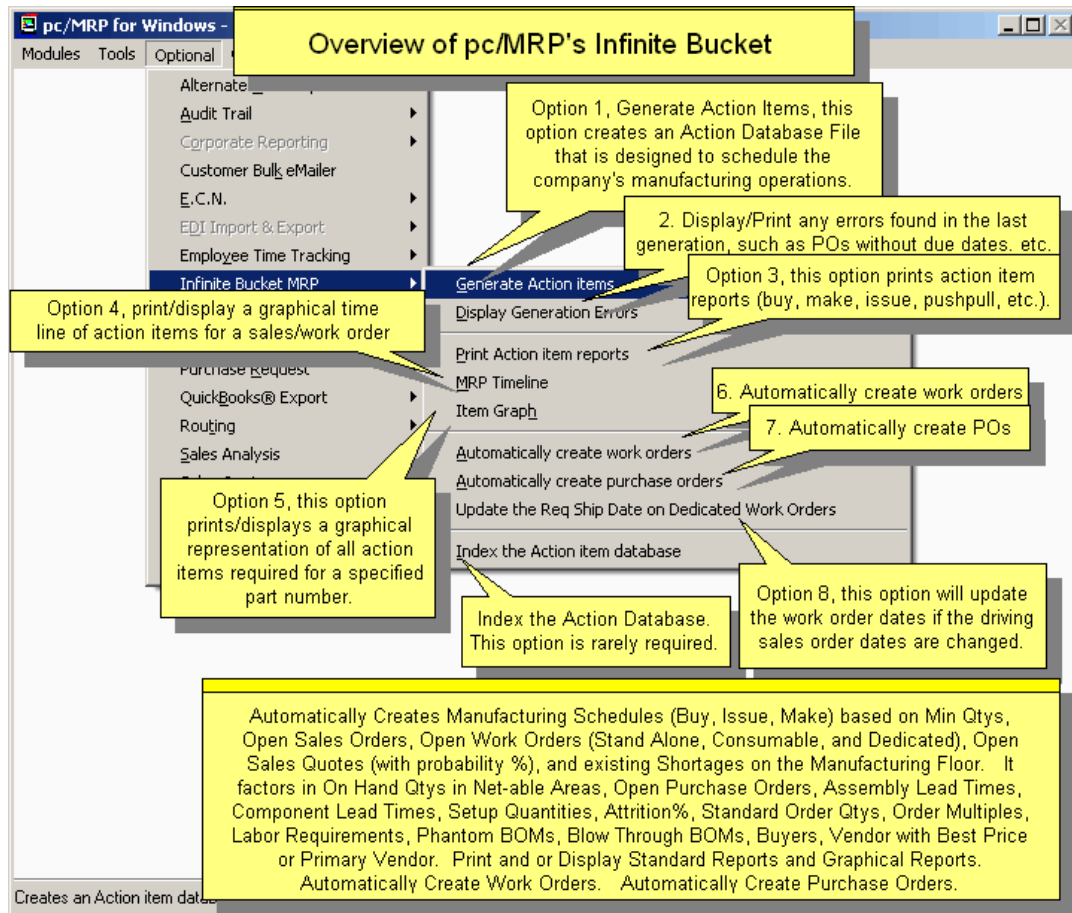 pc/MRP for Windows -
Overview of pc/MRP's Infinite Bucket
Modules Tools Optional
Alternate
Audit Trail
Corporate Reporting
Customer Bulk eMailer
E.C.N.
EDI Import & Export
Employee Time Tracking
Infinite Bucket MRP
Purchase Request
QuickBooks® Export
Routing
Sales Analysis
Option 1, Generate Action Items, this
option creates an Action Database File
that is designed to schedule the
company's manufacturing operations.
2. Display/Print any errors found in the last
generation, such as POs without due dates. etc.
Option 3, this option prints action item
reports (buy, make, issue, pushpull, etc.).
Option 4, print/display a graphical time
line of action items for a sales/work order
Generate Action items
Display Generation Errors
Print Action item reports
MRP Timeline
Item Graph
Automatically create work orders
Automatically create purchase orders
Update the Req Ship Date on Dedicated Work Orders
Index the Action item database
6. Automatically create work orders
7. Automatically create POs
Option 5, this option
prints/displays a graphical
representation of all action
items required for a specified
part number.
Index the Action Database.
This option is rarely required.
Option 8, this option will update
the work order dates if the driving
sales order dates are changed.
Automatically Creates Manufacturing Schedules (Buy, Issue, Make) based on Min Qtys,
Open Sales Orders, Open Work Orders (Stand Alone, Consumable, and Dedicated), Open
Sales Quotes (with probability %), and existing Shortages on the Manufacturing Floor. It
factors in On Hand Qtys in Net-able Areas, Open Purchase Orders, Assembly Lead Times,
Component Lead Times, Setup Quantities, Attrition%, Standard Order Qtys, Order Multiples,
Labor Requirements, Phantom BOMs, Blow Through BOMs, Buyers, Vendor with Best Price
or Primary Vendor. Print and or Display Standard Reports and Graphical Reports.
Automatically Create Work Orders. Automatically Create Purchase Orders.
Creates an Action item